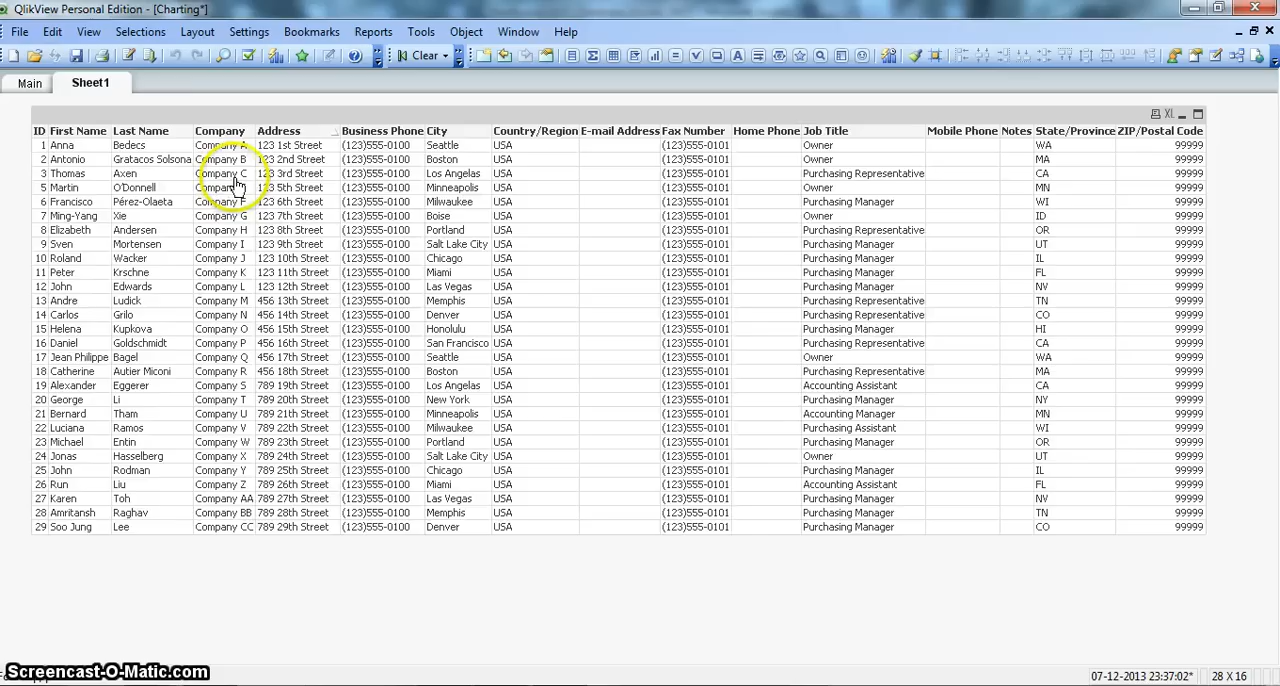 QlikView Personal Edition - [Charting*]
File Edit View Selections Layout Settings Bookmarks Reports Tools Object Window Help
Clear
Main Sheet1
XL
ID First Name Last Name Company Address Business Phone City Country/Region E-mail Address Fax Number Home Phone Job Title Mobile Phone Notes State/Province ZIP/Postal Code
1 Anna Bedecs Company A 123 1st Street (123)555-0100 Seattle USA (123)555-0101 Owner WA 99999
2 Antonio Gratacos Solsona Company B 123 2nd Street (123)555-0100 Boston USA (123)555-0101 Owner MA 99999
3 Thomas Axen Company C 123 3rd Street (123)555-0100 Los Angelas USA (123)555-0101 Purchasing Representative CA 99999
5 Martin O'Donnell Company 123 5th Street (123)555-0100 Minneapolis USA (123)555-0101 Owner MN 99999
6 Francisco Pérez-Olaeta Company F 123 6th Street (123)555-0100 Milwaukee USA (123)555-0101 Purchasing Manager WI 99999
7 Ming-Yang Xie Company G 123 7th Street (123)555-0100 Boise USA (123)555-0101 Owner ID 99999
8 Elizabeth Andersen Company H 123 8th Street (123)555-0100 Portland USA (123)555-0101 Purchasing Representative OR 99999
9 Sven Mortensen Company I 123 9th Street (123)555-0100 Salt Lake City USA (123)555-0101 Purchasing Manager UT 99999
10 Roland Wacker Company J 123 10th Street (123)555-0100 Chicago USA (123)555-0101 Purchasing Manager IL 99999
11 Peter Krschne Company K 123 11th Street (123)555-0100 Miami USA (123)555-0101 Purchasing Manager FL 99999
12 John Edwards Company L 123 12th Street (123)555-0100 Las Vegas USA (123)555-0101 Purchasing Manager NV 99999
13 Andre Ludick Company M 456 13th Street (123)555-0100 Memphis USA (123)555-0101 Purchasing Representative TN 99999
14 Carlos Grilo Company N 456 14th Street (123)555-0100 Denver USA (123)555-0101 Purchasing Representative CO 99999
15 Helena Kupkova Company O 456 15th Street (123)555-0100 Honolulu USA (123)555-0101 Purchasing Manager HI 99999
16 Daniel Goldschmidt Company P 456 16th Street (123)555-0100 San Francisco USA (123)555-0101 Purchasing Representative CA 99999
17 Jean Philippe Bagel Company Q 456 17th Street (123)555-0100 Seattle USA (123)555-0101 Owner WA 99999
18 Catherine Autier Miconi Company R 456 18th Street (123)555-0100 Boston USA (123)555-0101 Purchasing Representative MA 99999
19 Alexander Eggerer Company S 789 19th Street (123)555-0100 Los Angelas USA (123)555-0101 Accounting Assistant CA 99999
20 George Li Company T 789 20th Street (123)555-0100 New York USA (123)555-0101 Purchasing Manager NY 99999
21 Bernard Tham Company U 789 21th Street (123)555-0100 Minneapolis USA (123)555-0101 Accounting Manager MN 99999
22 Luciana Ramos Company V 789 22th Street (123)555-0100 Milwaukee USA (123)555-0101 Purchasing Assistant WI 99999
23 Michael Entin Company W 789 23th Street (123)555-0100 Portland USA (123)555-0101 Purchasing Manager OR 99999
24 Jonas Hasselberg Company X 789 24th Street (123)555-0100 Salt Lake City USA (123)555-0101 Owner UT 99999
25 John Rodman Company Y 789 25th Street (123)555-0100 Chicago USA (123)555-0101 Purchasing Manager IL 99999
26 Run Liu Company Z 789 26th Street (123)555-0100 Miami USA (123)555-0101 Accounting Assistant FL 99999
27 Karen Toh Company AA 789 27th Street (123)555-0100 Las Vegas USA (123)555-0101 Purchasing Manager NV 99999
28 Amritansh Raghav Company BB 789 28th Street (123)555-0100 Memphis USA (123)555-0101 Purchasing Manager TN 99999
29 Soo Jung Lee Company CC 789 29th Street (123)555-0100 Denver USA (123)555-0101 Purchasing Manager CO 99999
Screencast-O-Matic.com 07-12-2013 23:37:02* 28 X 16